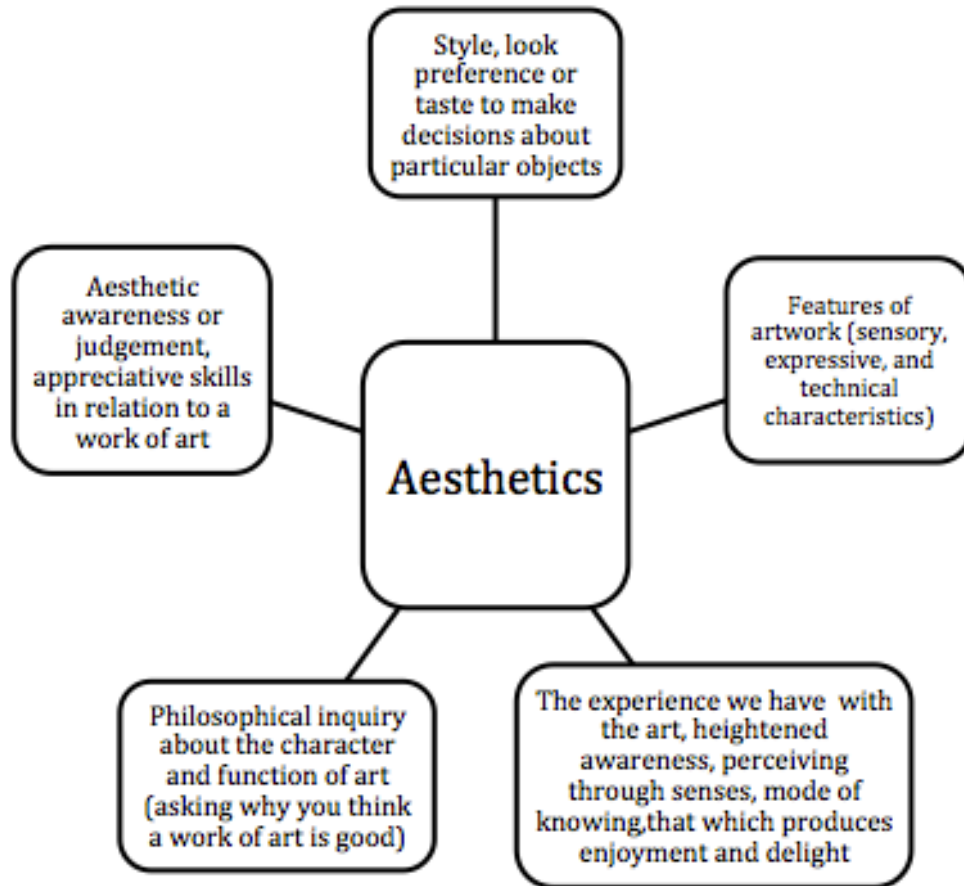 Style, look
preference or
taste to make
decisions about
particular objects
Aesthetic
awareness or
judgement,
appreciative skills
in relation to a
work of art
Features of
artwork (sensory,
expressive, and
technical
characteristics)
Aesthetics
Philosophical inquiry
about the character
and function of art
(asking why you think
a work of art is good)
The experience we have with
the art, heightened
awareness, perceiving
through senses, mode of
knowing,that which produces
enjoyment and delight